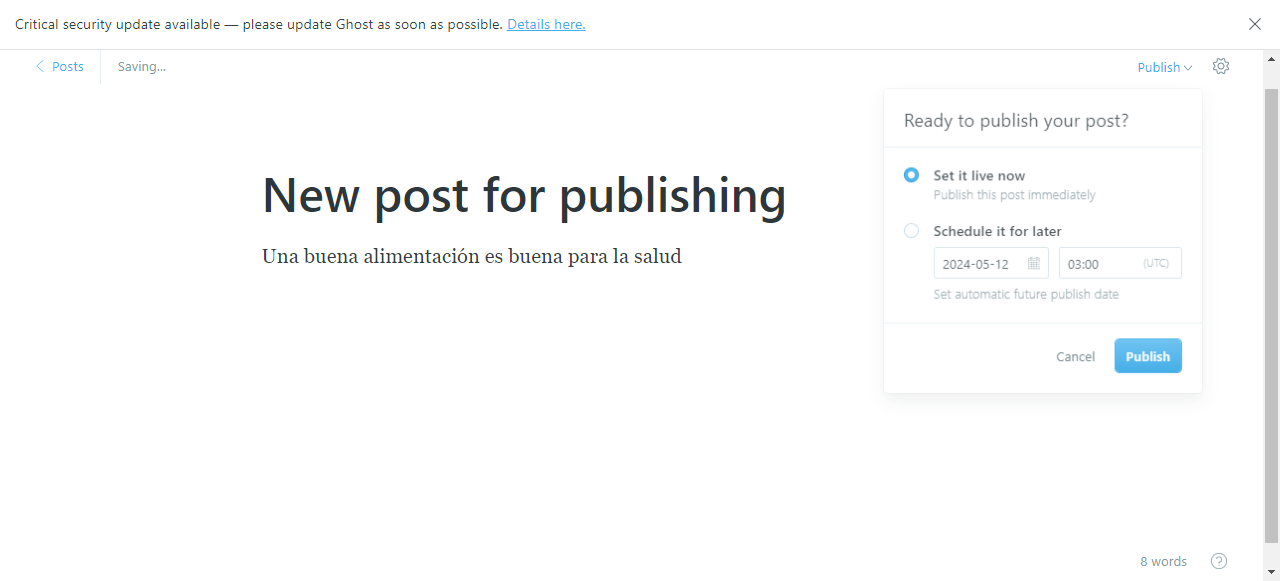 Critical security update available — please update Ghost as soon as possible. Details here.
Posts
Saving...
Publish
Ready to publish your post?
Set it live now
Publish this post immediately
Schedule it for later
2024-05-12
03:00
(UTC)
Set automatic future publish date
Cancel
Publish
New post for publishing
Una buena alimentación es buena para la salud
8 words
?